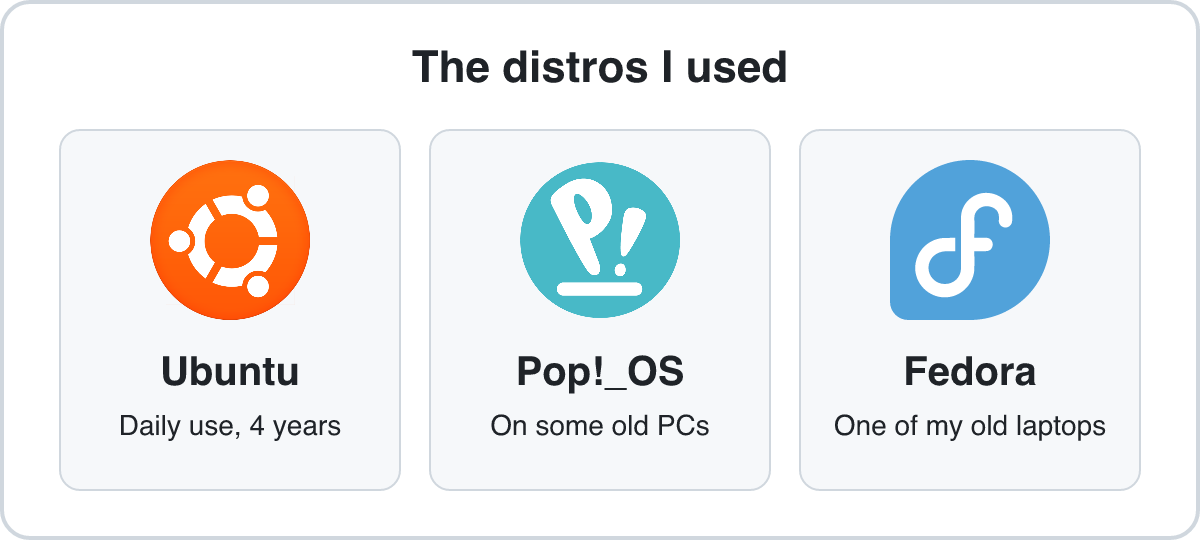 The distros I used
Ubuntu
Daily use, 4 years
Pop!_OS
On some old PCs
Fedora
One of my old laptops